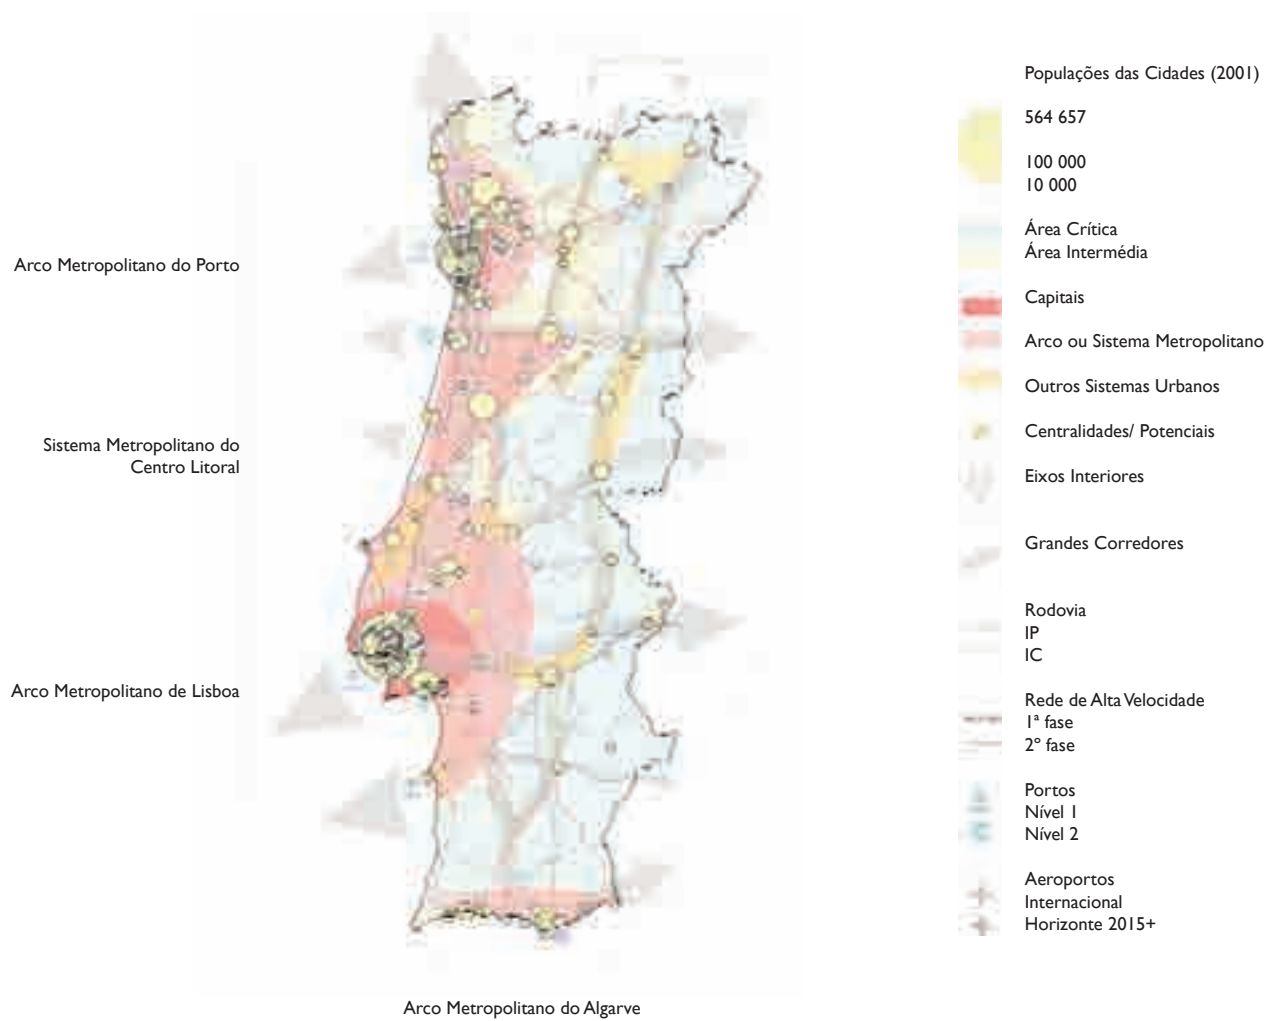 Populações das Cidades (2001)
564 657
100 000
10 000
Área Crítica
Área Intermédia
Capitais
Arco ou Sistema Metropolitano
Outros Sistemas Urbanos
Centralidades/ Potenciais
Eixos Interiores
Grandes Corredores
Rodovia
IP
IC
Rede de Alta Velocidade
1ª fase
2º fase
Portos
Nível 1
Nível 2
Aeroportos
Internacional
Horizonte 2015+
Arco Metropolitano do Porto
Sistema Metropolitano do
Centro Litoral
Arco Metropolitano de Lisboa
Arco Metropolitano do Algarve